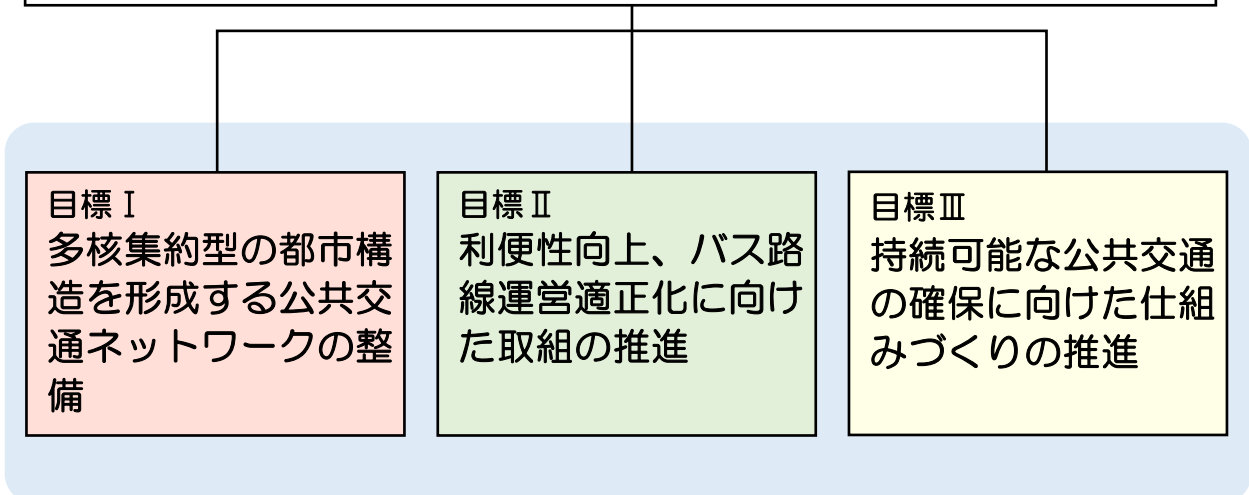 目標Ⅰ
多核集約型の都市構
造を形成する公共交
通ネットワークの整
備
目標Ⅱ
利便性向上、バス路
線運営適正化に向け
た取組の推進
目標Ⅲ
持続可能な公共交通
の確保に向けた仕組
みづくりの推進